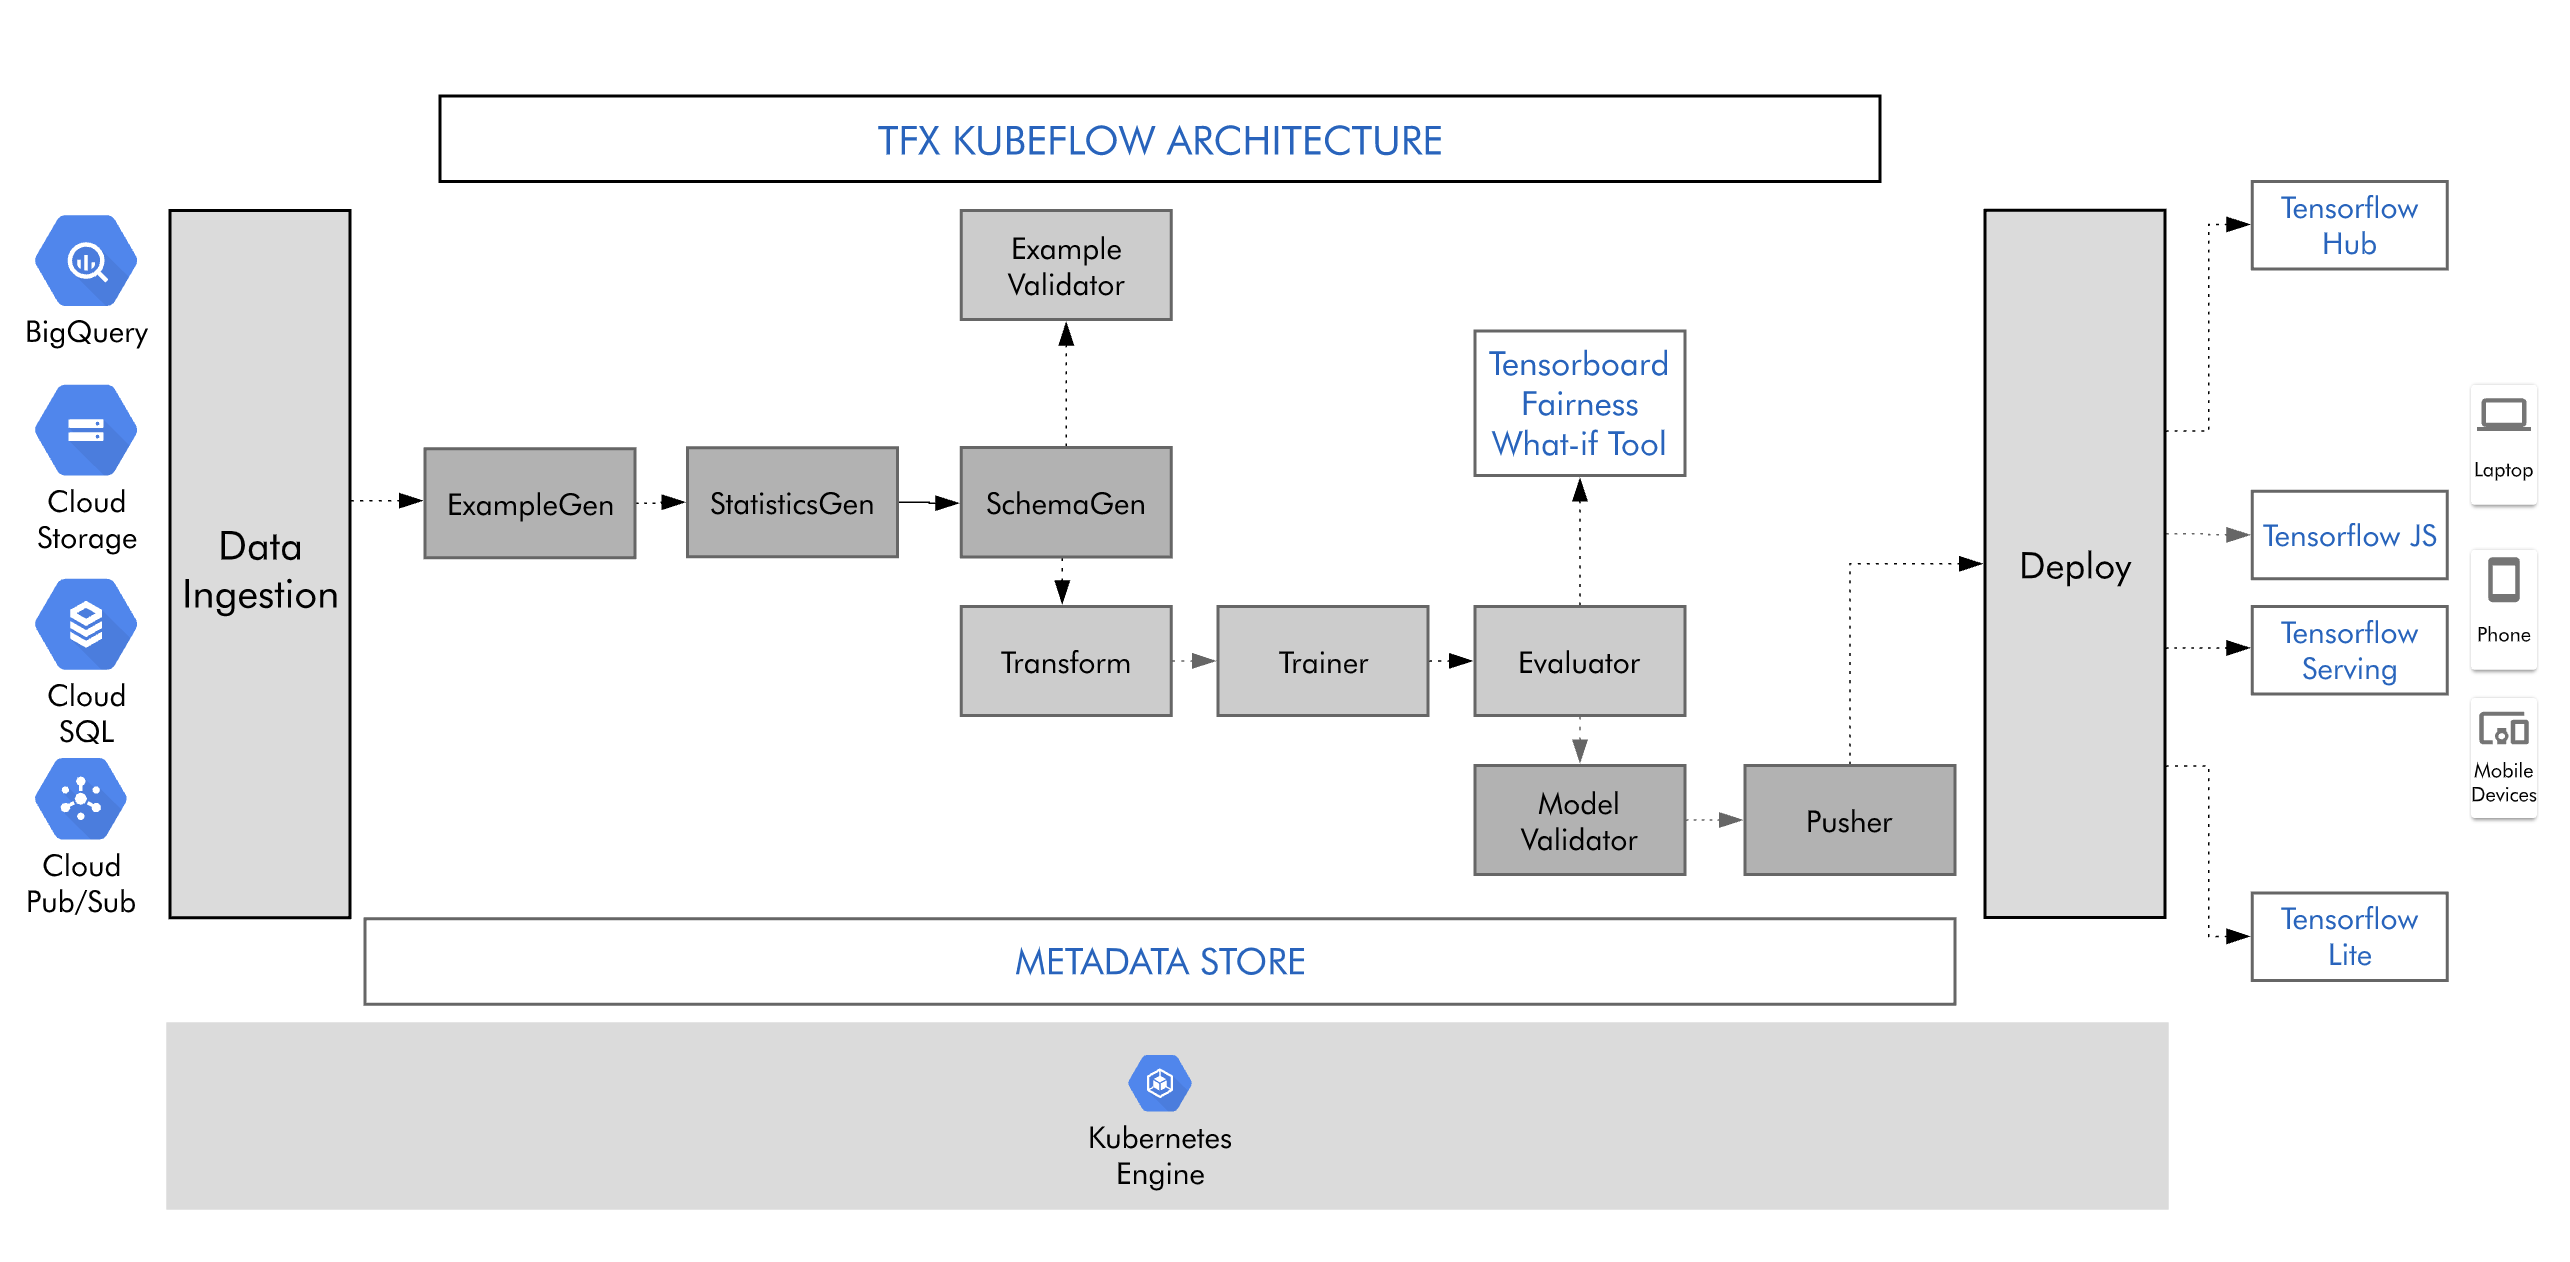 TFX KUBEFLOW ARCHITECTURE
BigQuery
Cloud
Storage
Cloud
SQL
Cloud
Pub/Sub
Data
Ingestion
ExampleGen
StatisticsGen
SchemaGen
Example
Validator
Transform
Trainer
Evaluator
Tensorboard
Fairness
What-if Tool
Model
Validator
Pusher
Deploy
Tensorflow
Hub
Tensorflow JS
Tensorflow
Serving
Tensorflow
Lite
Laptop
Phone
Mobile
Devices
METADATA STORE
Kubernetes
Engine